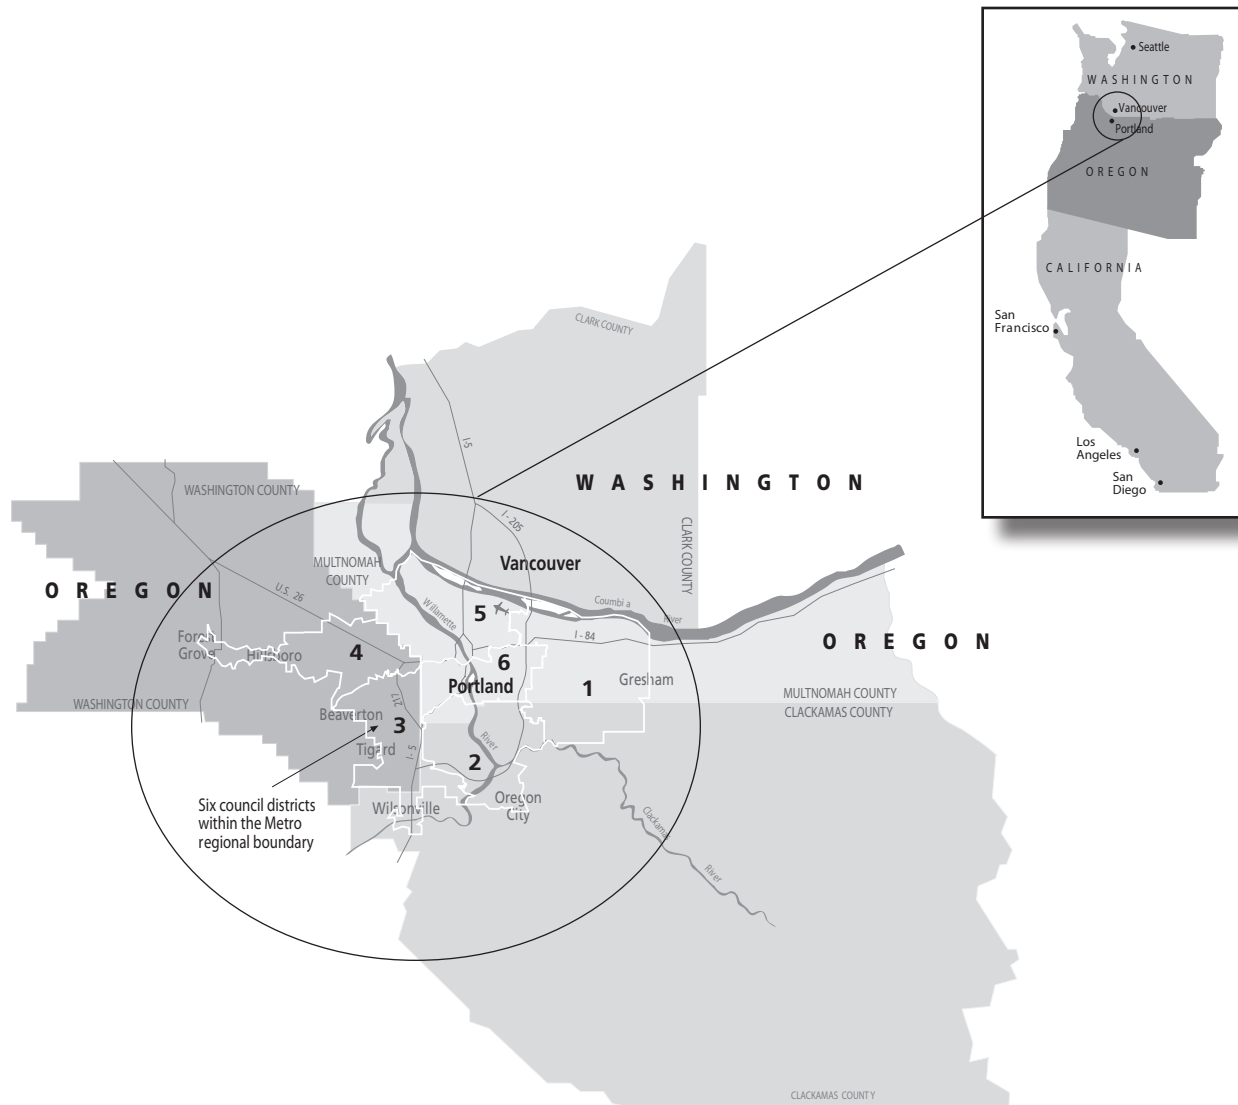 Seattle
WASHINGTON
Vancouver
Portland
OREGON
CALIFORNIA
San
Francisco
Los
Angeles
San
Diego
CLARK COUNTY
I-5
WASHINGTON
WASHINGTON COUNTY
I - 205
CLARK COUNTY
Vancouver
MULTNOMAH
COUNTY
OREGON
U.S. 26
Willamette
5
Coumbi a
River
I - 84
OREGON
Forest
Grove
Hillsboro
4
6
Portland
1
Gresham
MULTNOMAH COUNTY
CLACKAMAS COUNTY
WASHINGTON COUNTY
217
Beaverton
3
Tigard
I - 5
River
2
Six council districts
within the Metro
regional boundary
Wilsonville
Oregon
City
Clackamas
River
CLACKAMAS COUNTY